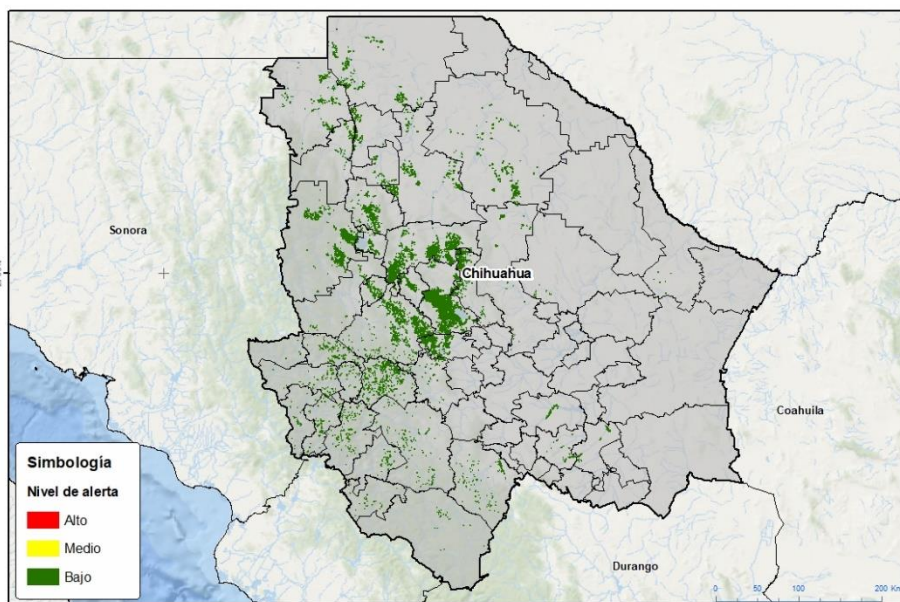 Sonora
Chihuahua
Coahuila
Durango
Simbología
Nivel de alerta
Alto
Medio
Bajo
0 50 100 200 Km